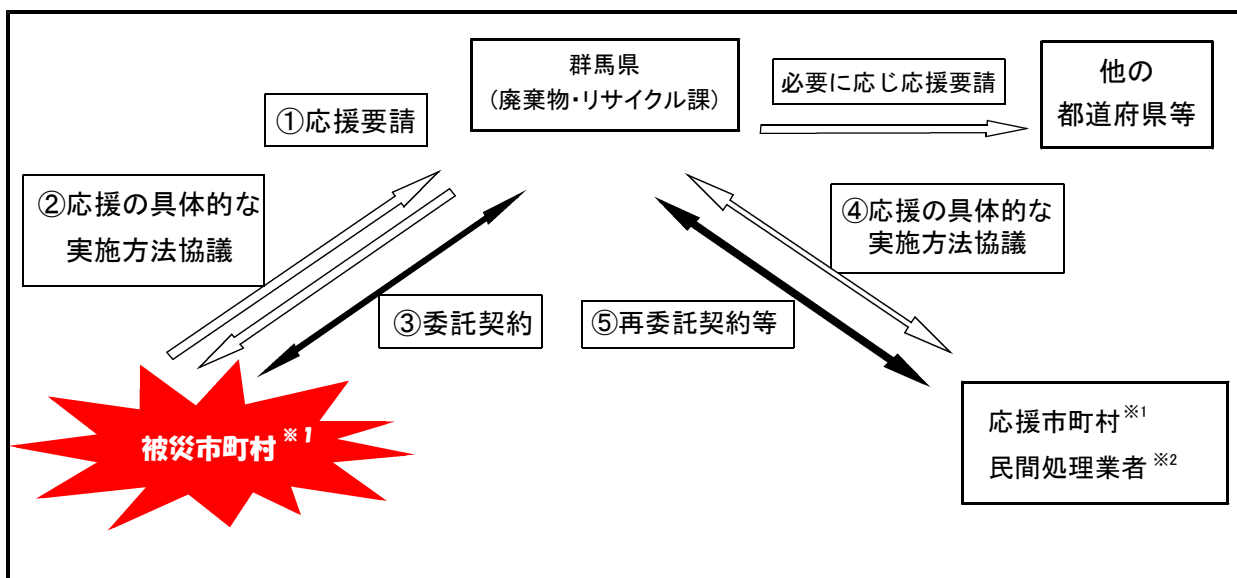 群馬県
(廃棄物・リサイクル課)
必要に応じ応援要請
他の
都道府県等
①応援要請
②応援の具体的な
実施方法協議
④応援の具体的な
実施方法協議
③委託契約
⑤再委託契約等
被災市町村※1
応援市町村※1
民間処理業者※2